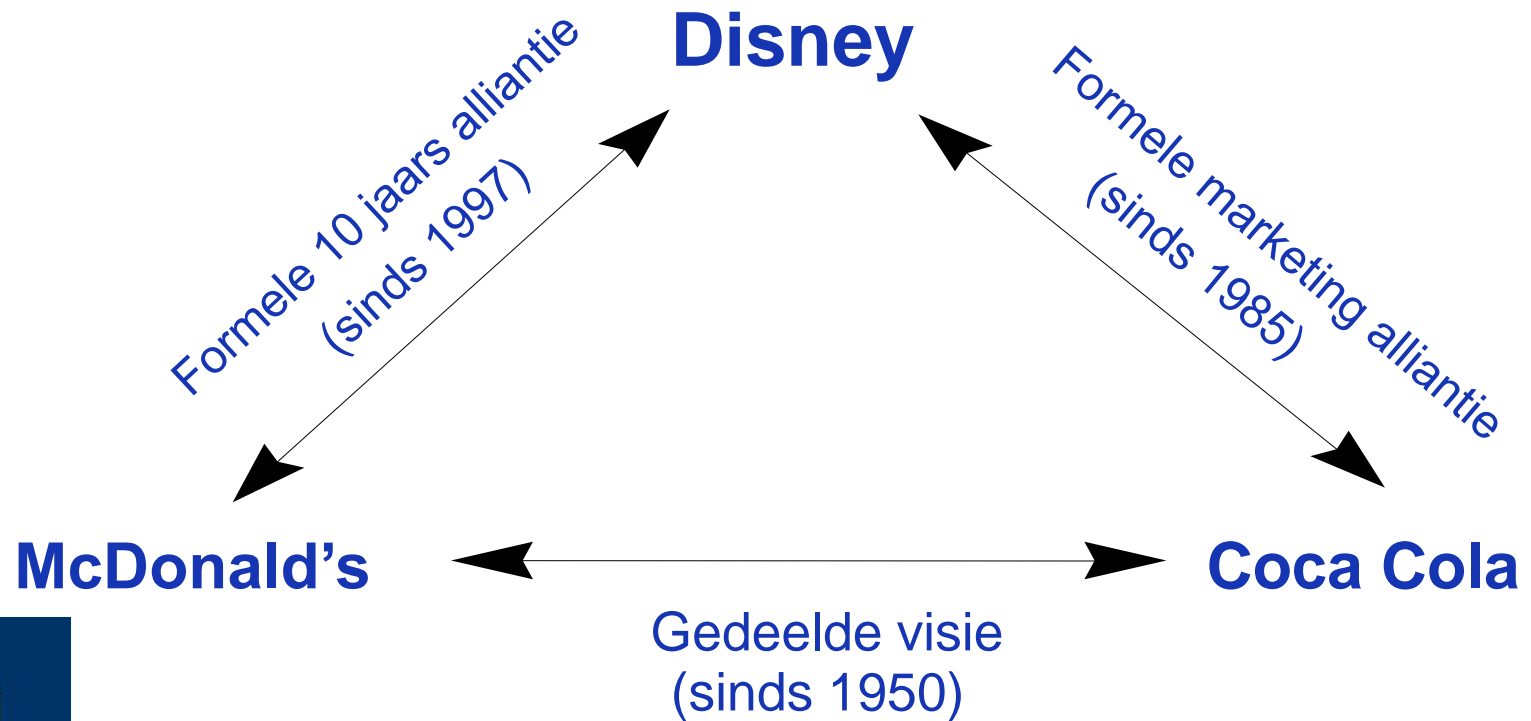 Disney
Formele 10 jaars alliantie
(sinds 1997)
Formele marketing alliantie
(sinds 1985)
McDonald’s
Coca Cola
Gedeelde visie
(sinds 1950)